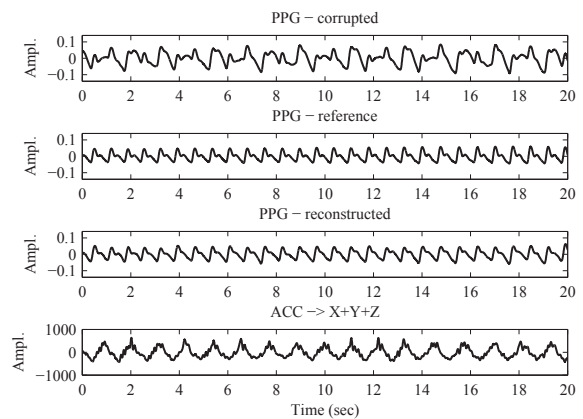 PPG − corrupted
Ampl.
0.1
0
−0.1
0 2 4 6 8 10 12 14 16 18 20
PPG − reference
Ampl.
0.1
0
−0.1
0 2 4 6 8 10 12 14 16 18 20
PPG − reconstructed
Ampl.
0.1
0
−0.1
0 2 4 6 8 10 12 14 16 18 20
ACC −> X+Y+Z
Ampl.
1000
0
−1000
0 2 4 6 8 10 12 14 16 18 20
Time (sec)